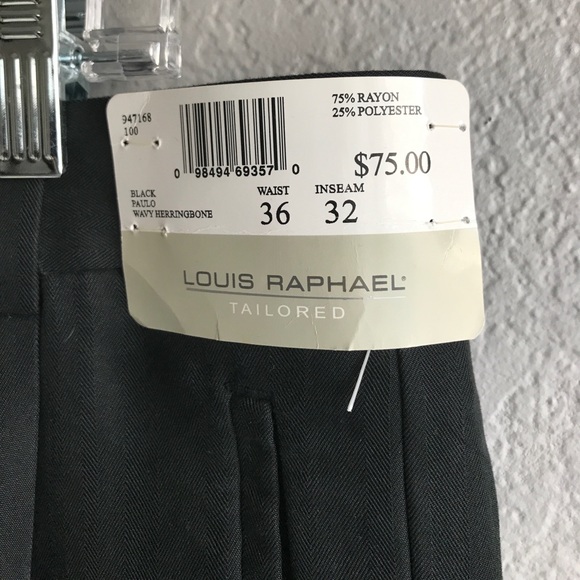 947168
100
75% RAYON
25% POLYESTER
0 98494 69357 0
$75.00
BLACK
PAULO
WAVY HERRINGBONE
WAIST
36
INSEAM
32
LOUIS RAPHAEL®
TAILORED